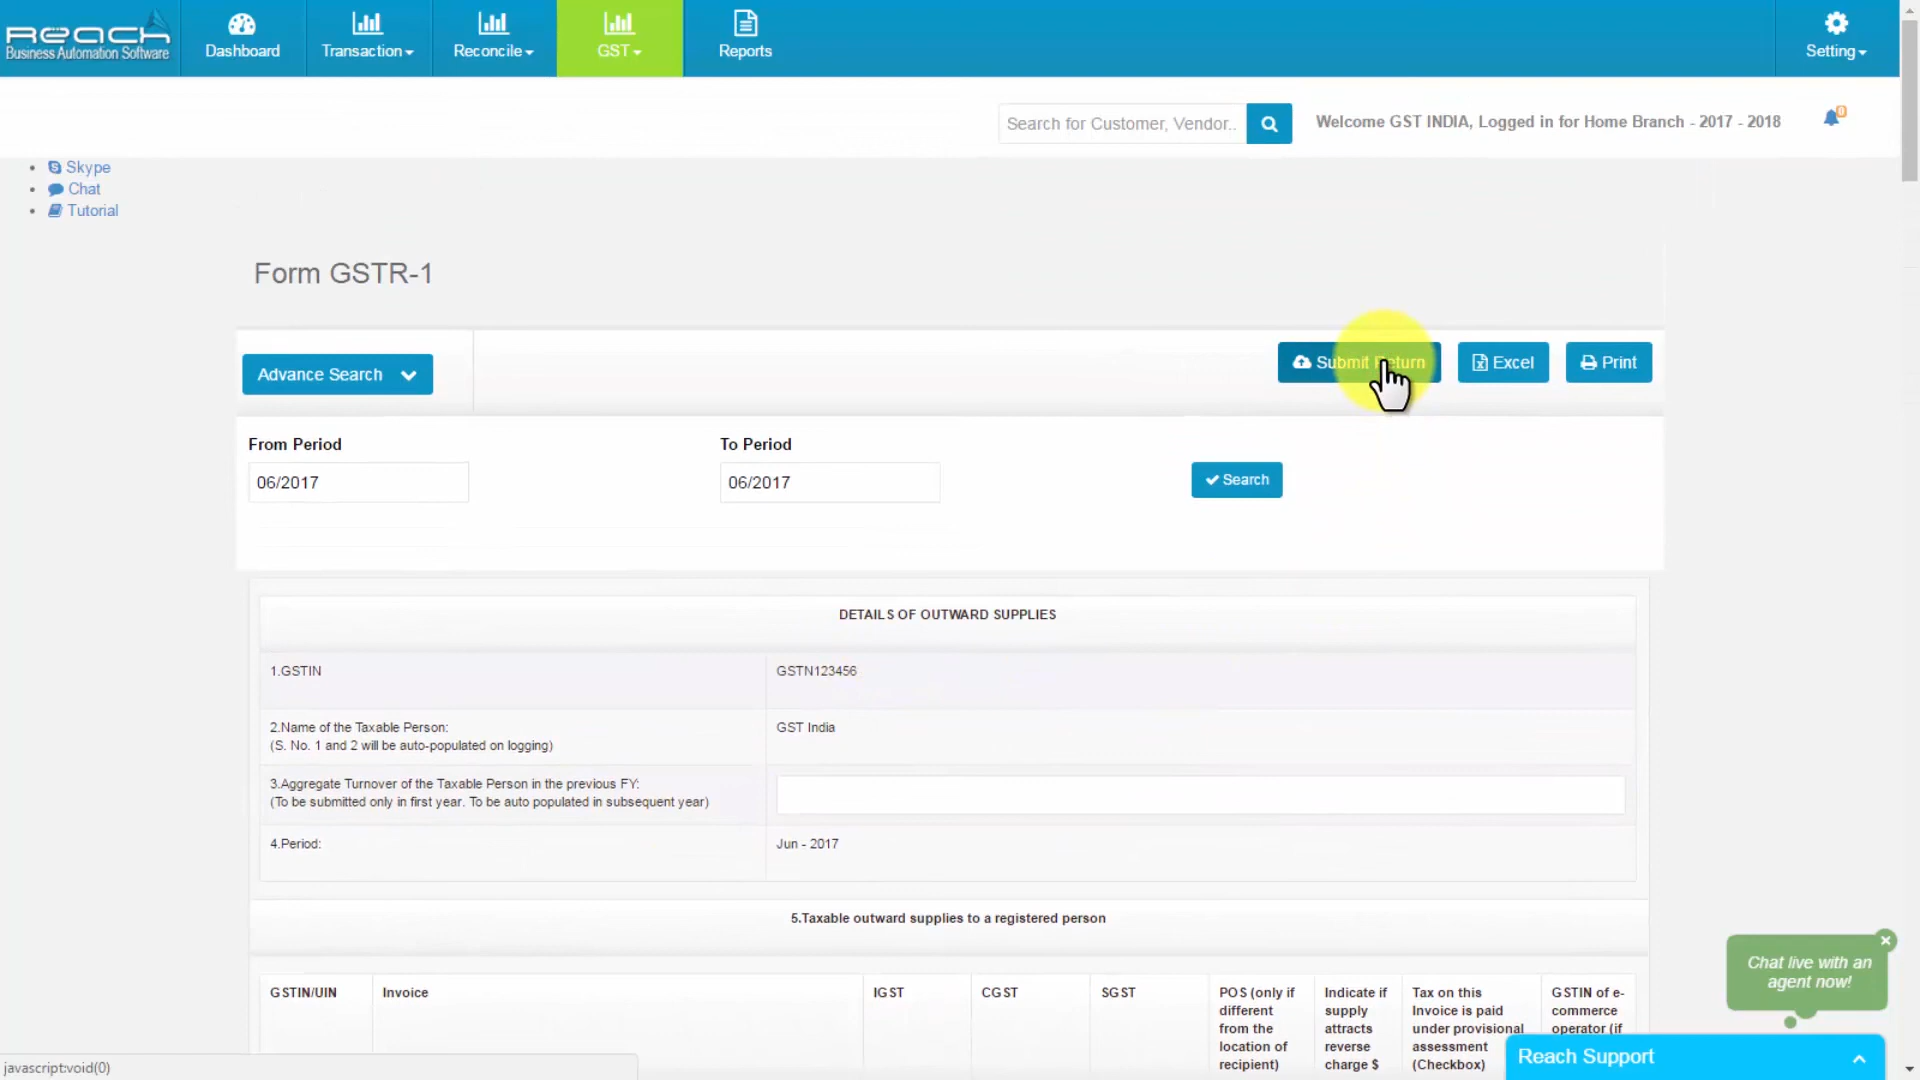 Reach
Business Automation Software
Dashboard
Transaction
Reconcile
GST
Reports
Setting
Search for Customer, Vendor..
Welcome GST INDIA, Logged in for Home Branch - 2017 - 2018
0
Skype
Chat
Tutorial
Form GSTR-1
Advance Search
Submit Return
Excel
Print
From Period
To Period
06/2017
06/2017
Search
DETAILS OF OUTWARD SUPPLIES
1.GSTIN
GSTN123456
2.Name of the Taxable Person:
(S. No. 1 and 2 will be auto-populated on logging)
GST India
3.Aggregate Turnover of the Taxable Person in the previous FY:
(To be submitted only in first year. To be auto populated in subsequent year)
4.Period:
Jun - 2017
5.Taxable outward supplies to a registered person
GSTIN/UIN
Invoice
IGST
CGST
SGST
POS (only if
different
from the
location of
recipient)
Indicate if
supply
attracts
reverse
charge $
Tax on this
Invoice is paid
under provisional
assessment
(Checkbox)
GSTIN of e-
commerce
operator (if
Chat live with an
agent now!
Reach Support
javascript:void(0)